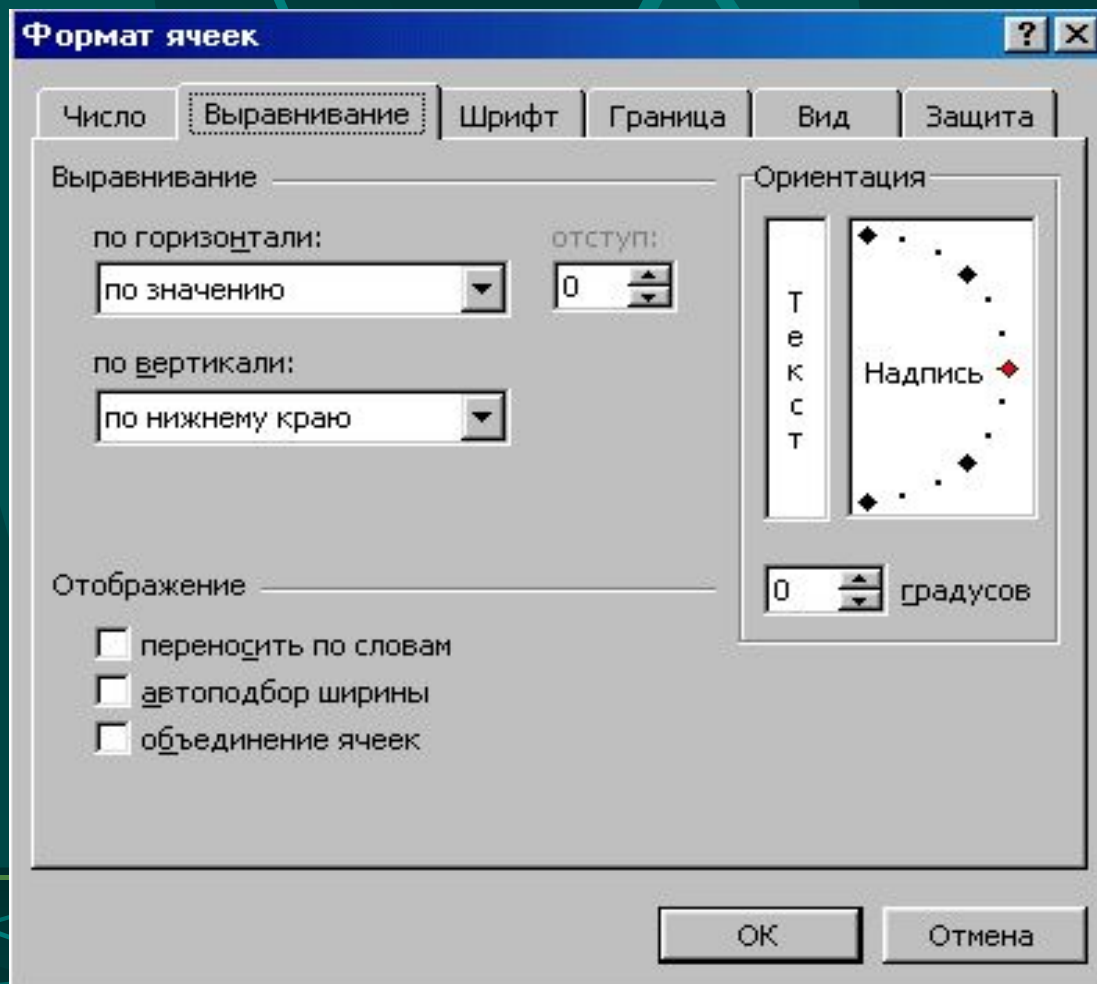 Формат ячеек
Число Выравнивание Шрифт Граница Вид Защита
Выравнивание
по горизонтали:
отступ:
по значению
0
по вертикали:
по нижнему краю
Ориентация
Текст
Надпись
0 градусов
Отображение
переносить по словам
автоподбор ширины
объединение ячеек
ОК Отмена